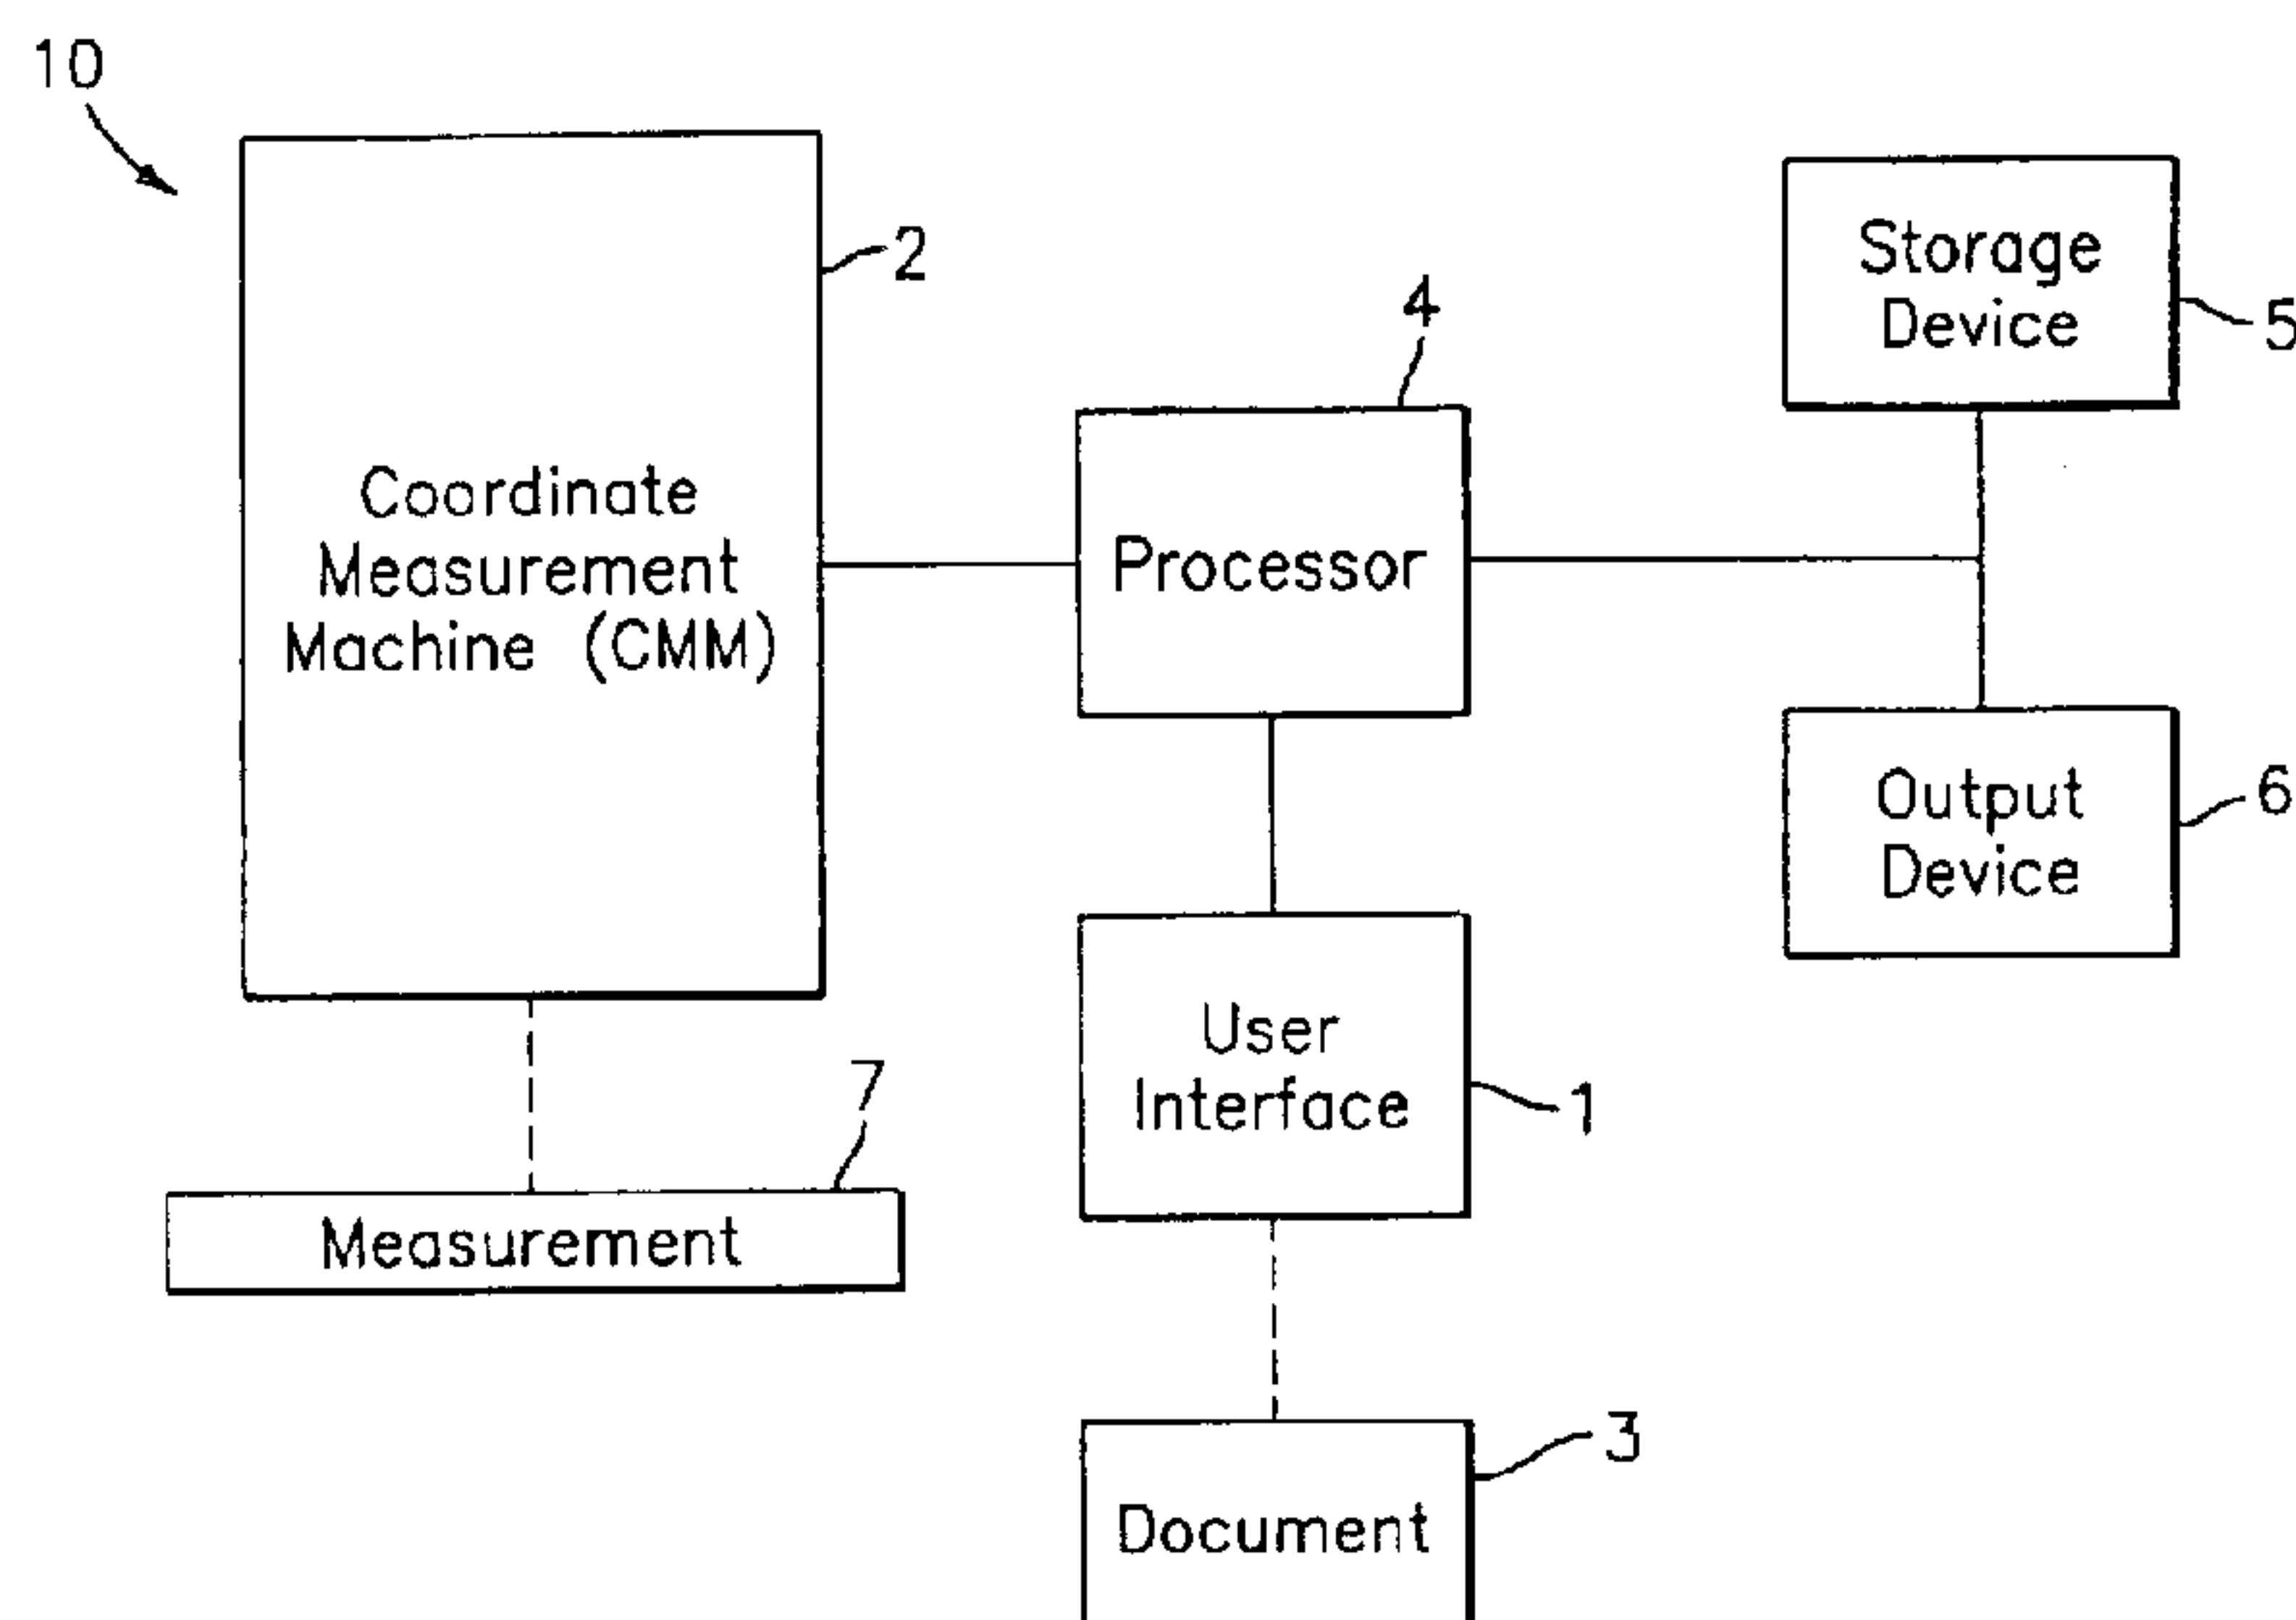 10
2
Coordinate
Measurement
Machine (CMM)
4
Processor
Storage
Device
5
Output
Device
6
User
Interface
1
7
Measurement
3
Document